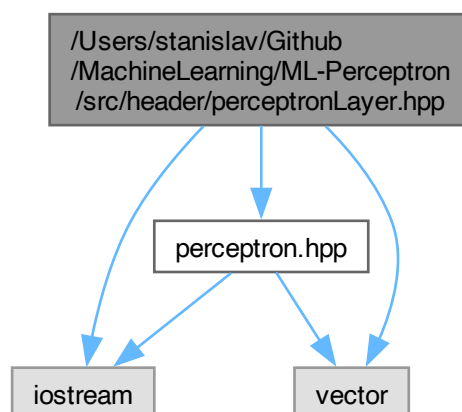 /Users/stanislav/Github
/MachineLearning/ML-Perceptron
/src/header/perceptronLayer.hpp
perceptron.hpp
iostream
vector